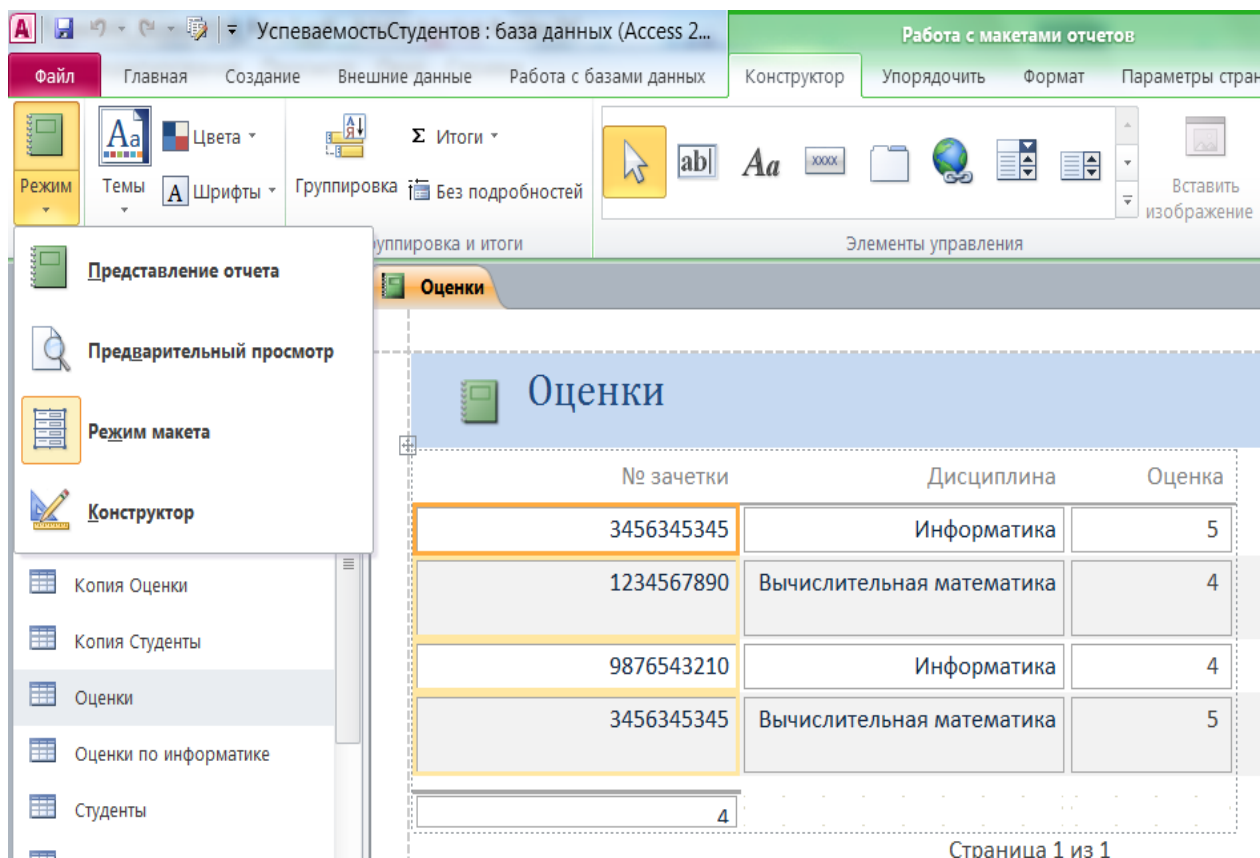 A УспеваемостьСтудентов : база данных (Access 2... Работа с макетами отчетов
Файл Главная Создание Внешние данные Работа с базами данных Конструктор Упорядочить Формат Параметры стран
Режим
Aa
Темы
Цвета
A Шрифты
Группировка
Σ Итоги
Без подробностей
уппировка и итоги
ab|
Aa
XXXX
Элементы управления
Вставить
изображение
Представление отчета
Предварительный просмотр
Режим макета
Конструктор
Копия Оценки
Копия Студенты
Оценки
Оценки по информатике
Студенты
Оценки
Оценки
№ зачетки Дисциплина Оценка
3456345345 Информатика 5
1234567890 Вычислительная математика 4
9876543210 Информатика 4
3456345345 Вычислительная математика 5
4
Страница 1 из 1